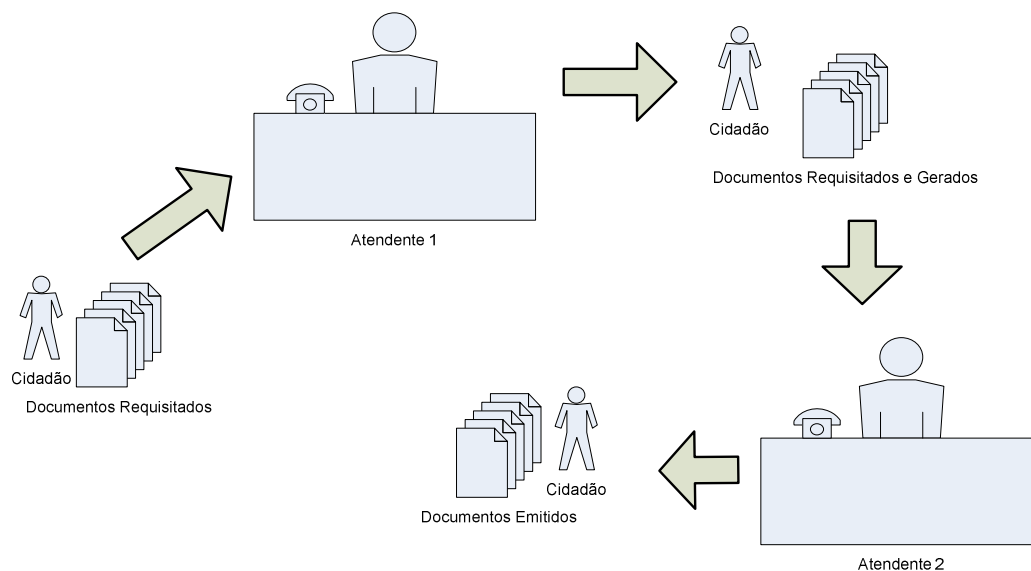 Cidadão
Documentos Requisitados
Atendente 1
Cidadão
Documentos Requisitados e Gerados
Atendente 2
Cidadão
Documentos Emitidos